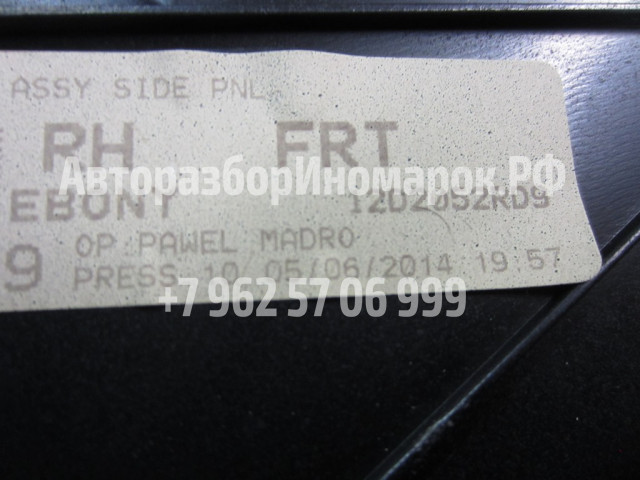 ASSY SIDE PNL
RH FRT
АвторазборИномарок.РФ
EBONY 12D20S2RD9
9 OP PAWEL MADRO
PRESS 10/05/06/2014 19:57
+7 962 57 06 999